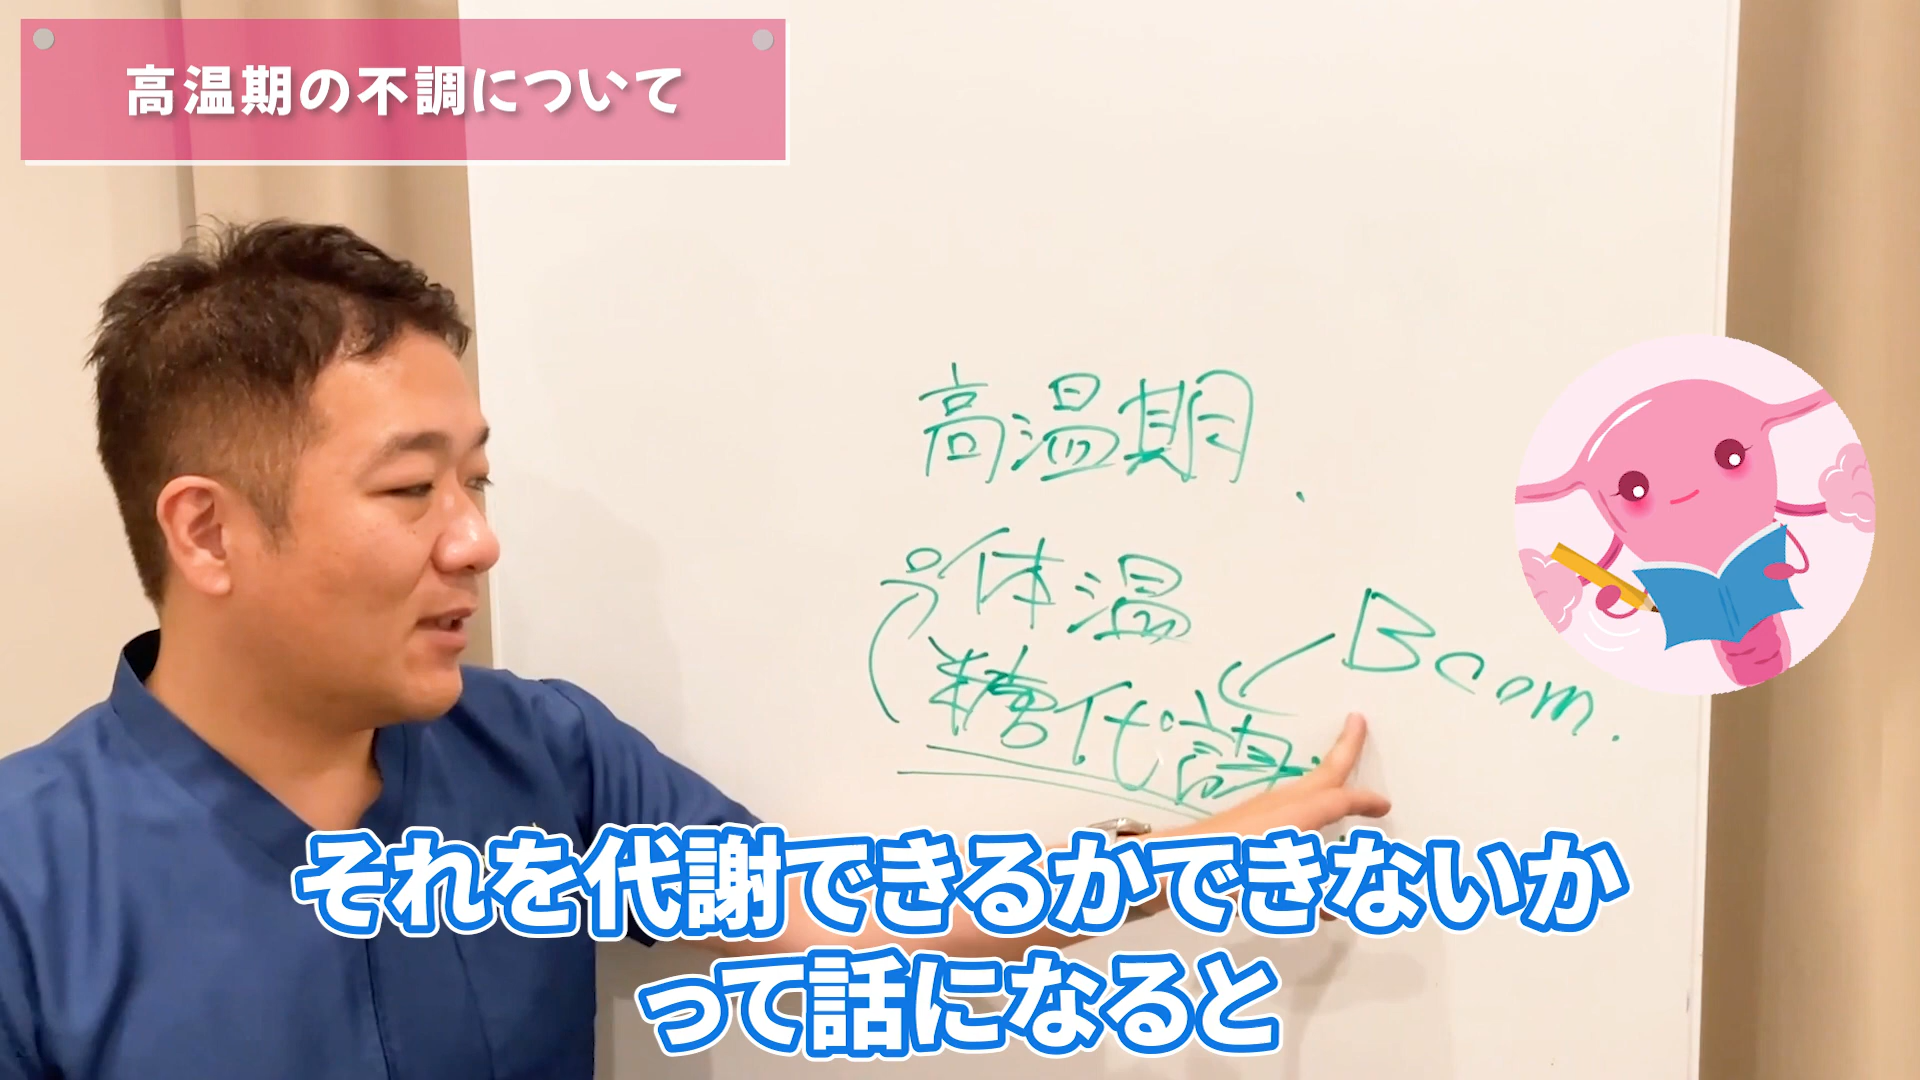 高温期の不調について
高温期.
体温
糖代謝
それを代謝できるかできないか
って話になると